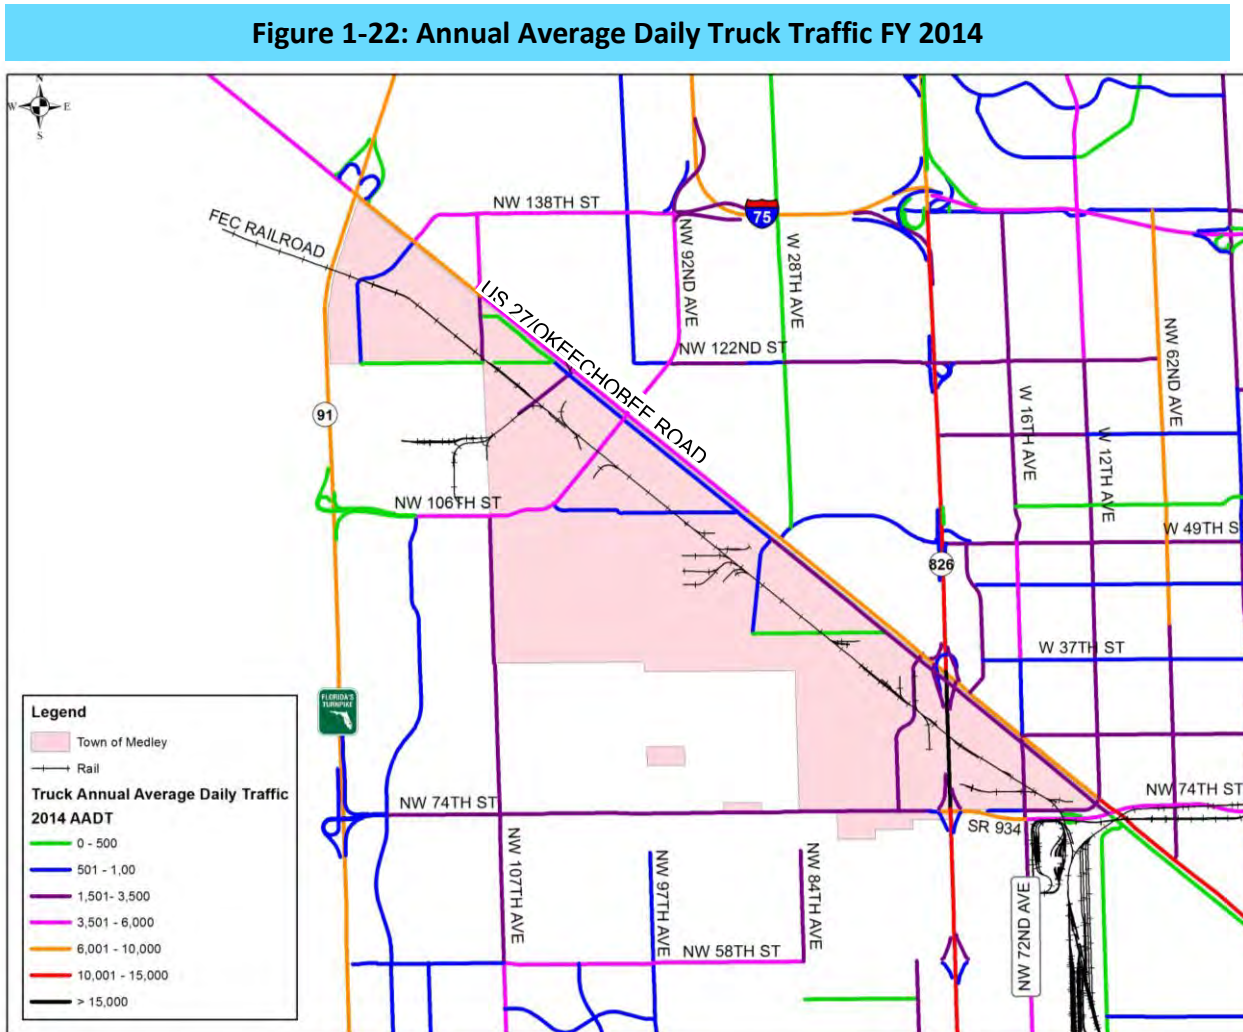 Figure 1-22: Annual Average Daily Truck Traffic FY 2014
N
W E
S
NW 138TH ST
75
FEC RAILROAD
NW 92ND AVE
W 28TH AVE
US 27/OKEECHOBEE ROAD
NW 122ND ST
NW 62ND AVE
91
W 16TH AVE
W 12TH AVE
NW 106TH ST
W 49TH S
826
W 37TH ST
FLORIDA'S
TURNPIKE
Legend
Town of Medley
Rail
Truck Annual Average Daily Traffic
2014 AADT
0 - 500
501 - 1,00
1,501- 3,500
3,501 - 6,000
6,001 - 10,000
10,001 - 15,000
> 15,000
NW 74TH ST
NW 74TH ST
SR 934
NW 107TH AVE
NW 97TH AVE
NW 84TH AVE
NW 72ND AVE
NW 58TH ST